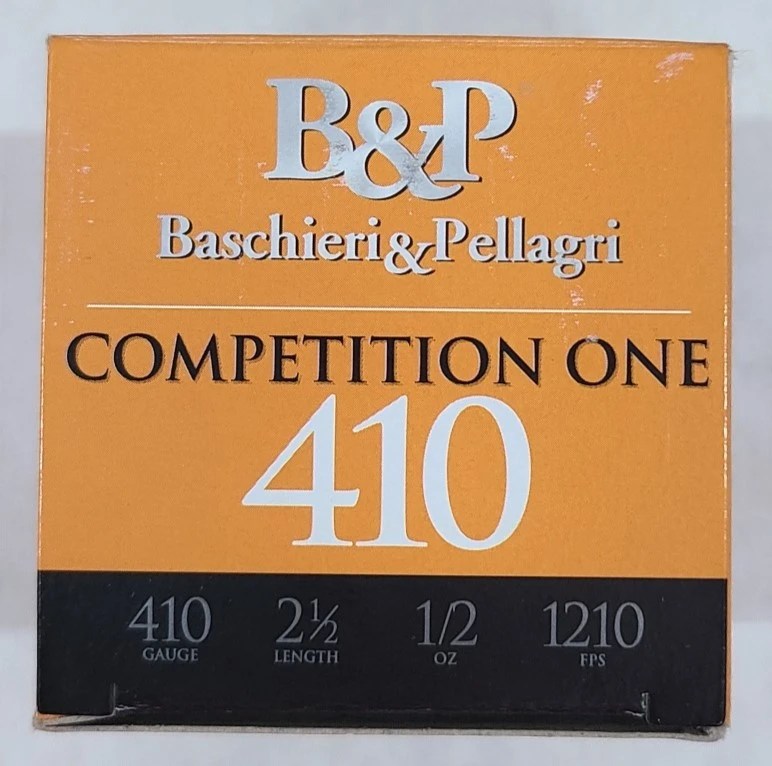 B&P
Baschieri&Pellagri
COMPETITION ONE
410
410 2½ 1/2 1210
GAUGE LENGTH OZ FPS